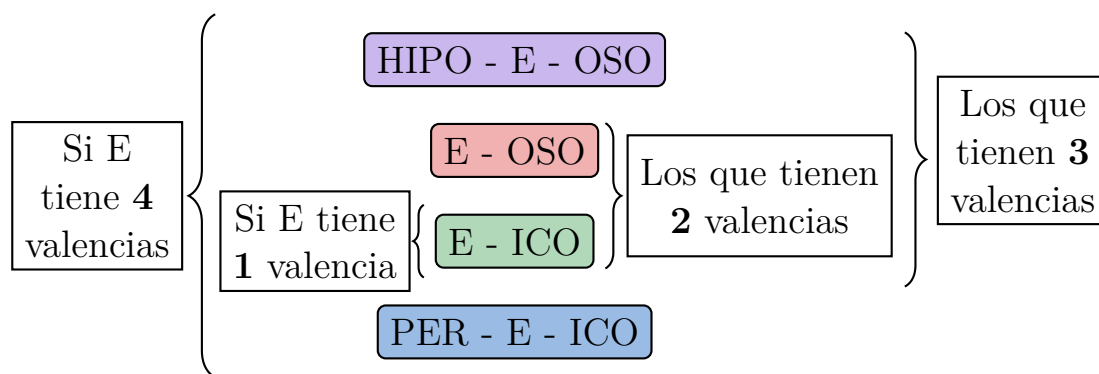 Si E
tiene 4
valencias
HIPO - E - OSO
E - OSO
Si E tiene
1 valencia
E - ICO
PER - E - ICO
Los que tienen
2 valencias
Los que
tienen 3
valencias